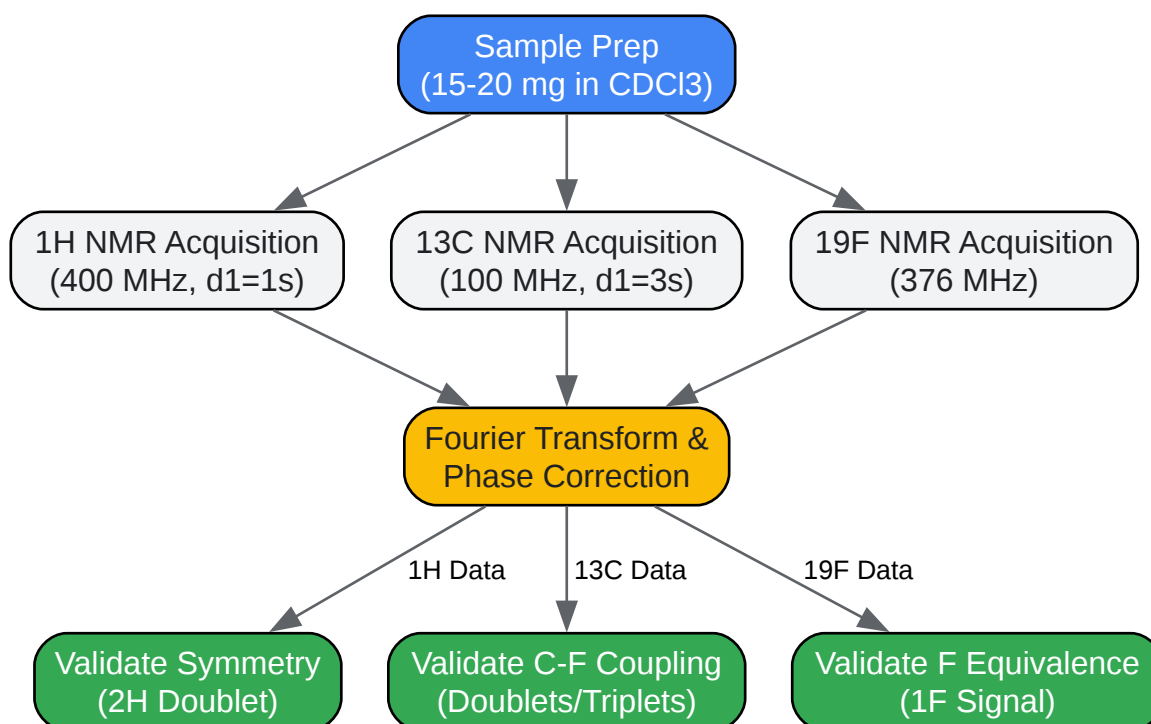 Sample Prep
(15-20 mg in CDCl3)
1H NMR Acquisition
(400 MHz, d1=1s)
13C NMR Acquisition
(100 MHz, d1=3s)
19F NMR Acquisition
(376 MHz)
Fourier Transform &
Phase Correction
1H Data
13C Data
19F Data
Validate Symmetry
(2H Doublet)
Validate C-F Coupling
(Doublets/Triplets)
Validate F Equivalence
(1F Signal)